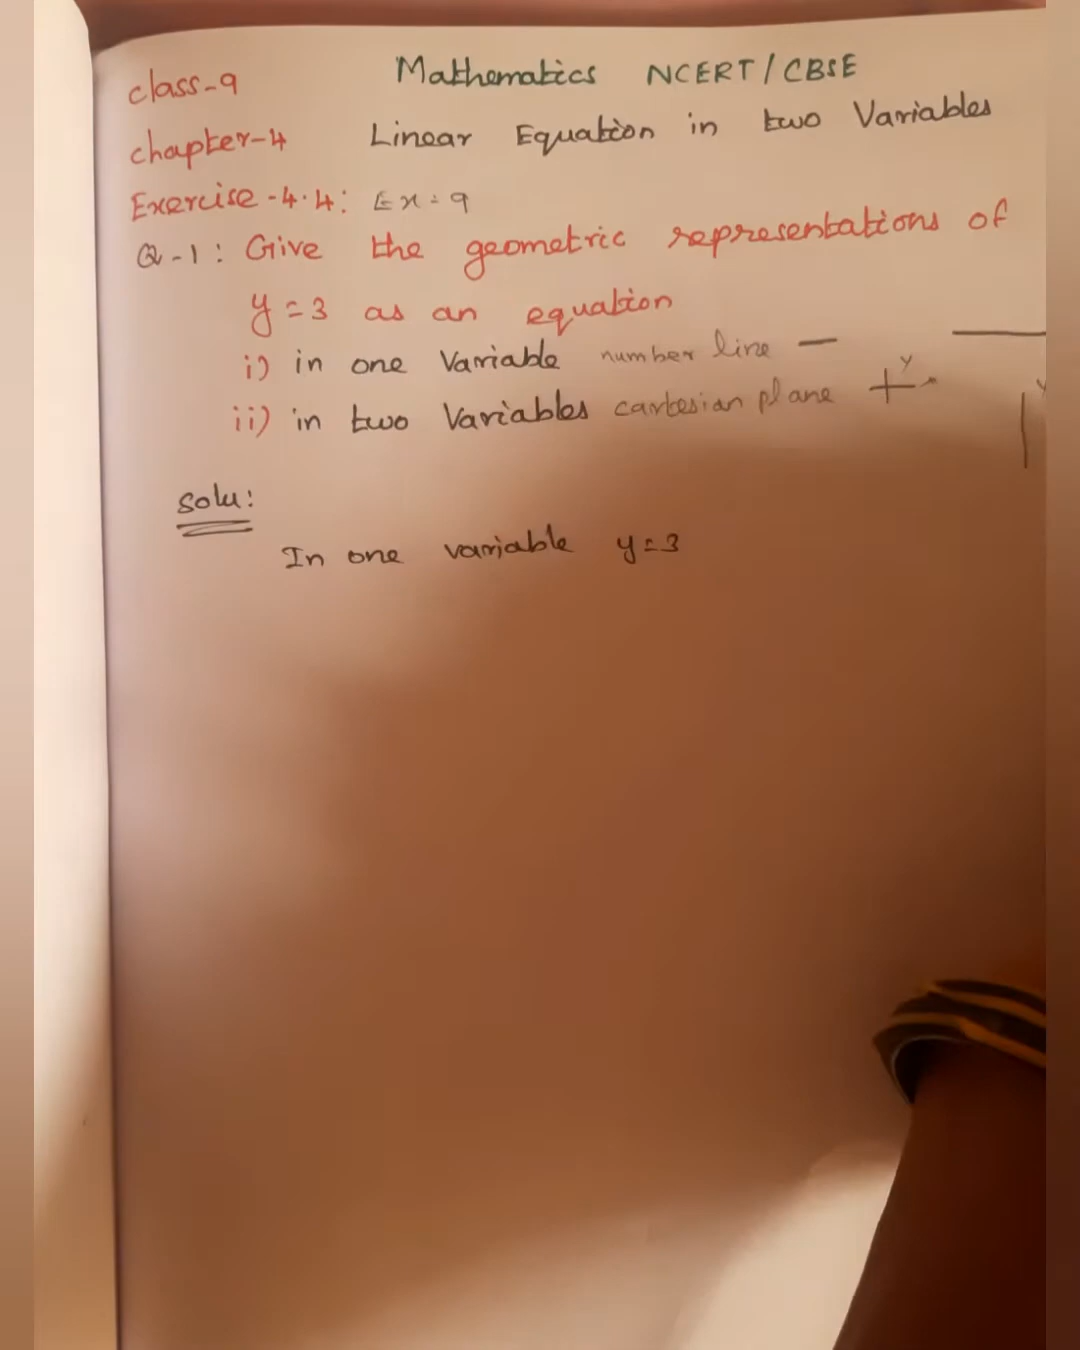 class-9 Mathematics NCERT/CBSE
chapter-4 Linear Equation in two Variables
Exercise-4.4: Ex=9
Q-1: Give the geometric representations of
y=3 as an equation
i) in one Variable number line —
ii) in two Variables cartesian plane Y
Solu:
In one variable y=3